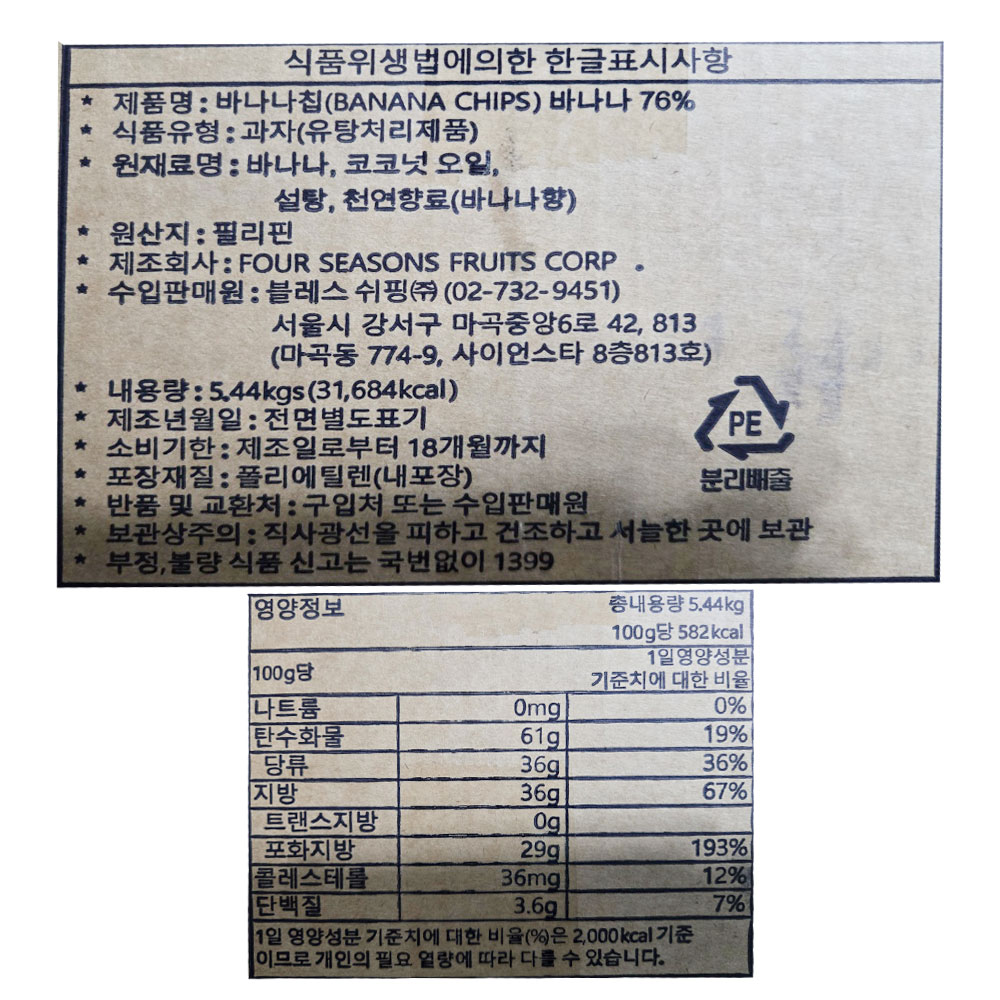 식품위생법에의한 한글표시사항
* 제품명 : 바나나칩(BANANA CHIPS) 바나나 76%
* 식품유형 : 과자(유탕처리제품)
* 원재료명 : 바나나, 코코넛 오일,
설탕, 천연향료(바나나향)
* 원산지 : 필리핀
* 제조회사 : FOUR SEASONS FRUITS CORP .
* 수입판매원 : 블레스 쉬핑㈜ (02-732-9451)
서울시 강서구 마곡중앙6로 42, 813
(마곡동 774-9, 사이언스타 8층813호)
* 내용량 : 5.44kgs(31,684kcal)
* 제조년월일 : 전면별도표기
* 소비기한 : 제조일로부터 18개월까지
* 포장재질 : 폴리에틸렌(내포장)
* 반품 및 교환처 : 구입처 또는 수입판매원
* 보관상주의 : 직사광선을 피하고 건조하고 서늘한 곳에 보관
* 부정,불량 식품 신고는 국번없이 1399
PE
분리배출
영양정보 총내용량 5.44kg
100g당 582kcal
100g당 1일영양성분
기준치에 대한 비율
나트륨 0mg 0%
탄수화물 61g 19%
당류 36g 36%
지방 36g 67%
트랜스지방 0g
포화지방 29g 193%
콜레스테롤 36mg 12%
단백질 3.6g 7%
1일 영양성분 기준치에 대한 비율(%)은 2,000kcal 기준
이므로 개인의 필요 열량에 따라 다를 수 있습니다.